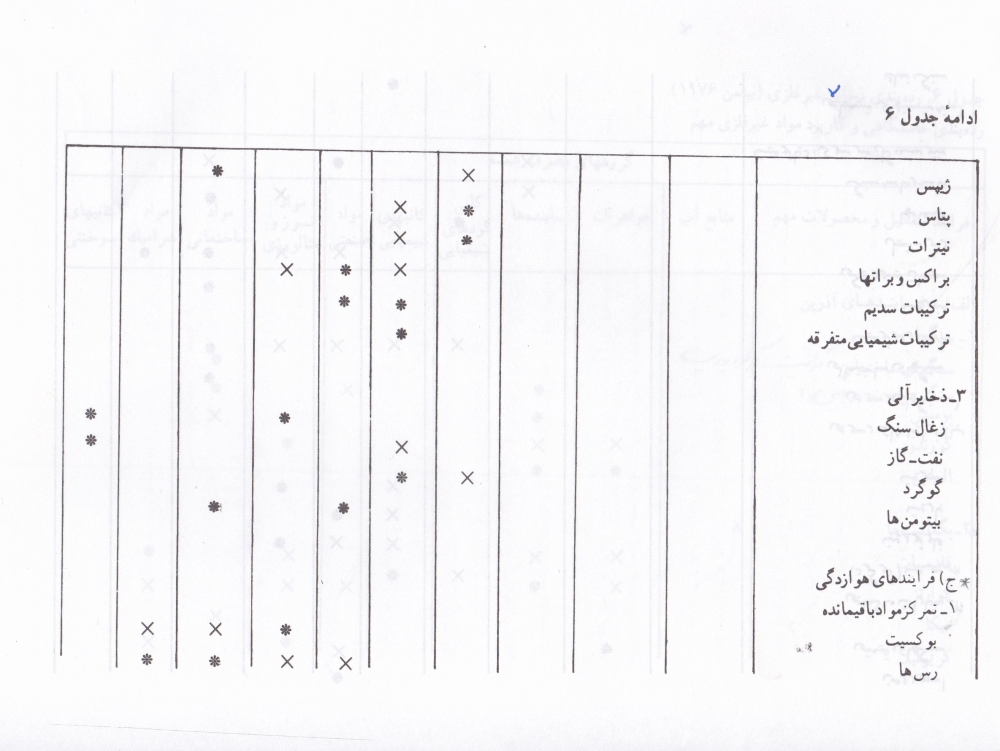 ادامهٔ جدول ۶
ژیپس × ❋
پتاس ❋ ×
نیترات ❋ ×
براکس و براتها × ❋ ×
ترکیبات سدیم ❋ ❋
ترکیبات شیمیایی متفرقه ❋
۳ـ ذخایر آلی
زغال سنگ ❋ ❋
نفت ـ گاز × ❋
گوگرد × ❋
بیتومن ها ❋ ❋
* ج) فرایندهای هوازدگی
۱ـ تمرکز مواد باقیمانده
بوکسیت ❋ × ×
رس ها × × ❋ ❋